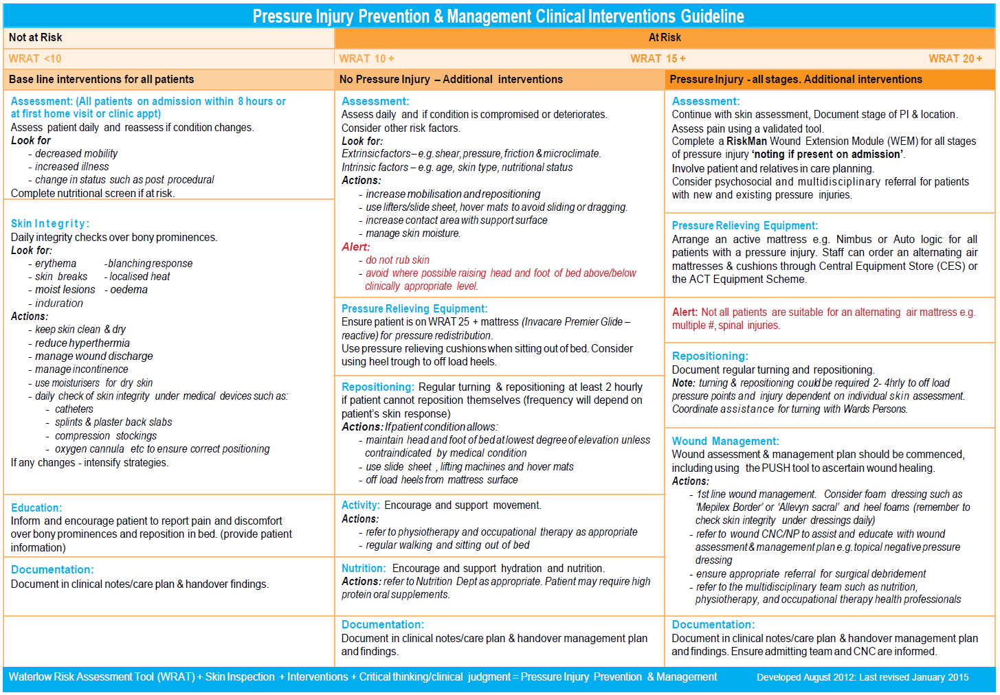 Pressure Injury Prevention & Management Clinical Interventions Guideline
Not at Risk
At Risk
WRAT <10
WRAT 10 +
WRAT 15 +
WRAT 20 +
Base line interventions for all patients
No Pressure Injury – Additional interventions
Pressure Injury - all stages. Additional interventions
Assessment: (All patients on admission within 8 hours or
at first home visit or clinic appt)
Assess patient daily and reassess if condition changes.
Look for
- decreased mobility
- increased illness
- change in status such as post procedural
Complete nutritional screen if at risk.
Skin Integrity:
Daily integrity checks over bony prominences.
Look for:
- erythema - blanching response
- skin breaks - localised heat
- moist lesions - oedema
- induration
Actions:
- keep skin clean & dry
- reduce hyperthermia
- manage wound discharge
- manage incontinence
- use moisturisers for dry skin
- daily check of skin integrity under medical devices such as:
- catheters
- splints & plaster back slabs
- compression stockings
- oxygen cannula etc to ensure correct positioning
If any changes - intensify strategies.
Education:
Inform and encourage patient to report pain and discomfort
over bony prominences and reposition in bed. (provide patient
information)
Documentation:
Document in clinical notes/care plan & handover findings.
Assessment:
Assess daily and if condition is compromised or deteriorates.
Consider other risk factors.
Look for:
Extrinsic factors – e.g. shear, pressure, friction & microclimate.
Intrinsic factors – e.g. age, skin type, nutritional status
Actions:
- increase mobilisation and repositioning
- use lifters/slide sheet, hover mats to avoid sliding or dragging.
- increase contact area with support surface
- manage skin moisture.
Alert:
- do not rub skin
- avoid where possible raising head and foot of bed above/below
clinically appropriate level.
Pressure Relieving Equipment:
Ensure patient is on WRAT 25 + mattress (Invacare Premier Glide –
reactive) for pressure redistribution.
Use pressure relieving cushions when sitting out of bed. Consider
using heel trough to off load heels.
Repositioning: Regular turning & repositioning at least 2 hourly
if patient cannot reposition themselves (frequency will depend on
patient's skin response)
Actions: If patient condition allows:
- maintain head and foot of bed at lowest degree of elevation unless
contraindicated by medical condition
- use slide sheet , lifting machines and hover mats
- off load heels from mattress surface
Activity: Encourage and support movement.
Actions:
- refer to physiotherapy and occupational therapy as appropriate
- regular walking and sitting out of bed
Nutrition: Encourage and support hydration and nutrition.
Actions: refer to Nutrition Dept as appropriate. Patient may require high
protein oral supplements.
Documentation:
Document in clinical notes/care plan & handover management plan
and findings.
Assessment:
Continue with skin assessment, Document stage of PI & location.
Assess pain using a validated tool.
Complete a RiskMan Wound Extension Module (WEM) for all stages
of pressure injury ‘noting if present on admission’.
Involve patient and relatives in care planning.
Consider psychosocial and multidisciplinary referral for patients
with new and existing pressure injuries.
Pressure Relieving Equipment:
Arrange an active mattress e.g. Nimbus or Auto logic for all
patients with a pressure injury. Staff can order an alternating air
mattresses & cushions through Central Equipment Store (CES) or
the ACT Equipment Scheme.
Alert: Not all patients are suitable for an alternating air mattress e.g.
multiple #, spinal injuries.
Repositioning:
Document regular turning and repositioning.
Note: turning & repositioning could be required 2- 4hrly to off load
pressure points and injury dependent on individual skin assessment.
Coordinate assistance for turning with Wards Persons.
Wound Management:
Wound assessment & management plan should be commenced,
including using the PUSH tool to ascertain wound healing.
Actions:
- 1st line wound management. Consider foam dressing such as
‘Mepilex Border’ or ‘Allevyn sacral’ and heel foams (remember to
check skin integrity under dressings daily)
- refer to wound CNC/NP to assist and educate with wound
assessment & management plan e.g. topical negative pressure
dressing
- ensure appropriate referral for surgical debridement
- refer to the multidisciplinary team such as nutrition,
physiotherapy, and occupational therapy health professionals
Documentation:
Document in clinical notes/care plan & handover management plan
and findings. Ensure admitting team and CNC are informed.
Waterlow Risk Assessment Tool (WRAT) + Skin Inspection + Interventions + Critical thinking/clinical judgment = Pressure Injury Prevention & Management
Developed August 2012: Last revised January 2015